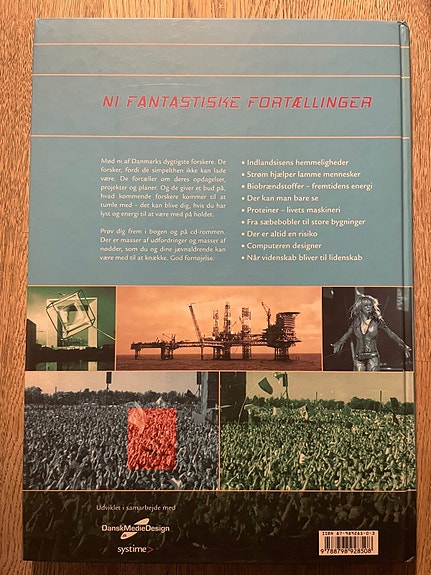 NI FANTASTISKE FORTÆLLINGER
Mød ni af Danmarks dygtigste forskere. De
forsker, fordi de simpelthen ikke kan lade
være. De fortæller om deres opdagelser,
projekter og planer. Og de giver et bud på,
hvad kommende forskere kommer til at
tumle med – det kan blive dig, hvis du har
lyst og energi til at være med på holdet.
Prøv dig frem i bogen og på cd-rommen.
Der er masser af udfordringer og masser af
nødder, som du og dine jævnaldrende kan
være med til at knække. God fornøjelse.
• Indlandsisens hemmeligheder
• Strøm hjælper lamme mennesker
• Biobrændstoffer – fremtidens energi
• Der kan man bare se
• Proteiner – livets maskineri
• Fra sæbebobler til store bygninger
• Der er altid en risiko
• Computeren designer
• Når videnskab bliver til lidenskab
Udviklet i samarbejde med
DanskMedieDesign
systime>
9 788798 928508